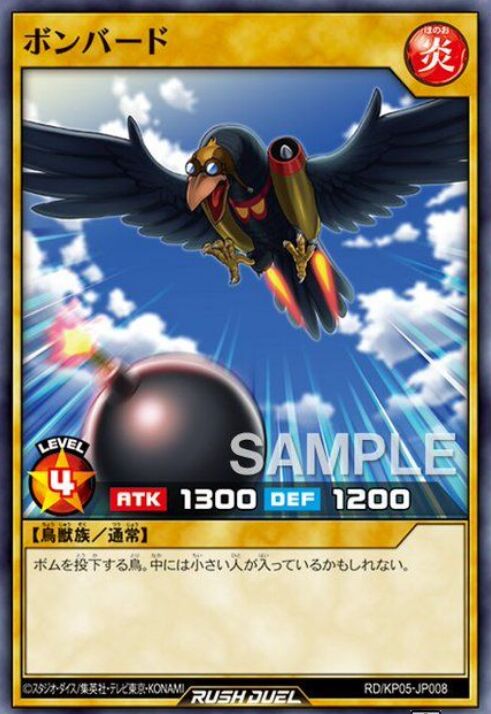 ボンバード
ほのお
炎
SAMPLE
LEVEL
4
ATK 1300 DEF 1200
【鳥獣族/通常】
ボムを投下する鳥。中には小さい人が入っているかもしれない。
©スタジオ・ダイス/集英社・テレビ東京・KONAMI
RUSH DUEL
RD/KP05-JP008